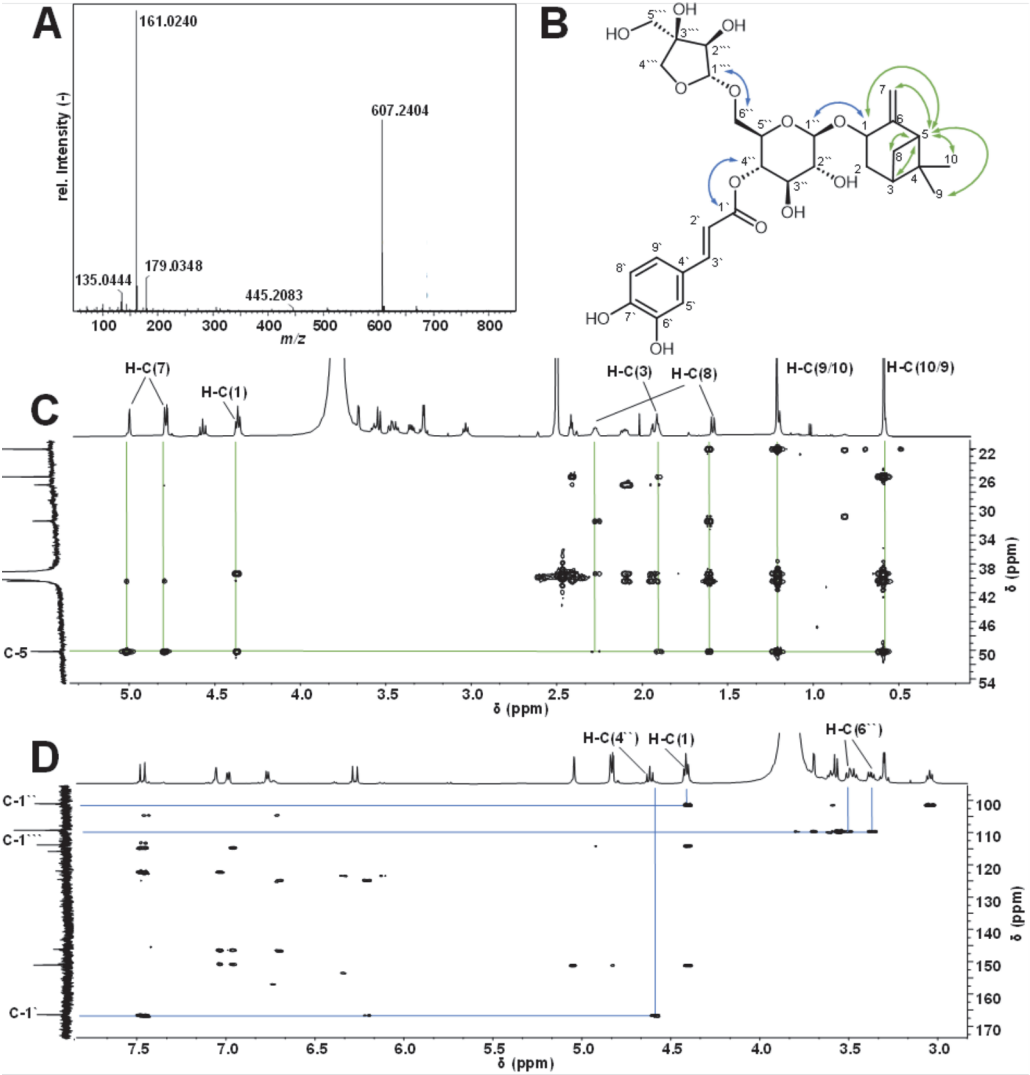 A
161.0240
607.2404
135.0444
179.0348
445.2083
rel. Intensity (-)
100 200 300 400 500 600 700 800
m/z
B
5``` OH
HO 3``` OH
2```
4``` 1```
O O
6``
5`` O 1`` O 1
7
6
5
8
10
2
4
3
9
4`` 2``
O 3`` OH
1` OH
2` O
9`
8` 4` 3`
7` 5`
HO 6`
OH
C
H-C(7)
H-C(1)
H-C(3)
H-C(8)
H-C(9/10)
H-C(10/9)
22
26
30
34
38
42
46
50
54
δ (ppm)
C-5
5.0 4.5 4.0 3.5 3.0 2.5 2.0 1.5 1.0 0.5
δ (ppm)
D
H-C(4``)
H-C(1)
H-C(6``)
C-1``
C-1```
C-1`
100
110
120
130
140
150
160
170
δ (ppm)
7.5 7.0 6.5 6.0 5.5 5.0 4.5 4.0 3.5 3.0
δ (ppm)